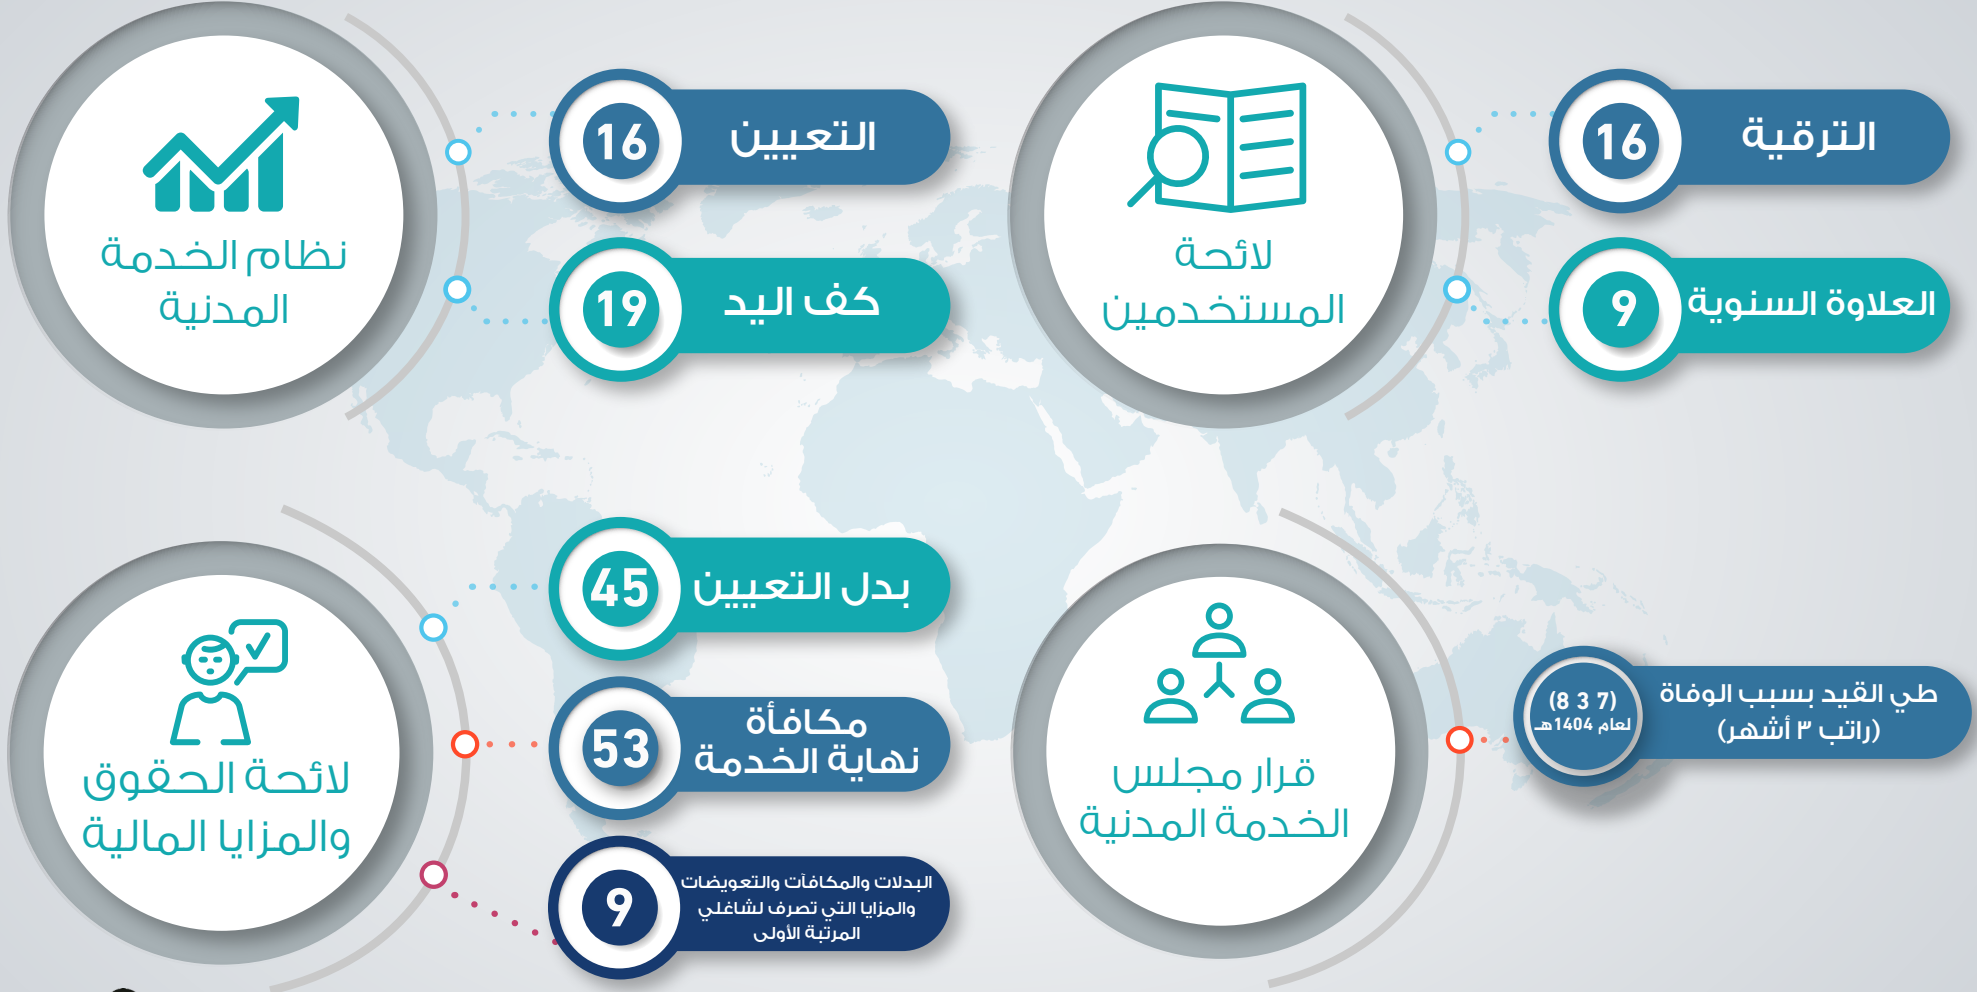 لائحة
المستخدمين
16
الترقية
9
العلاوة السنوية
نظام الخدمة
المدنية
16
التعيين
19
كف اليد
قرار مجلس
الخدمة المدنية
(8 3 7)
لعام 1404هـ
طي القيد بسبب الوفاة
(راتب ٣ أشهر)
لائحة الحقوق
والمزايا المالية
45
بدل التعيين
53
مكافأة
نهاية الخدمة
9
البدلات والمكافآت والتعويضات
والمزايا التي تصرف لشاغلي
المرتبة الأولى